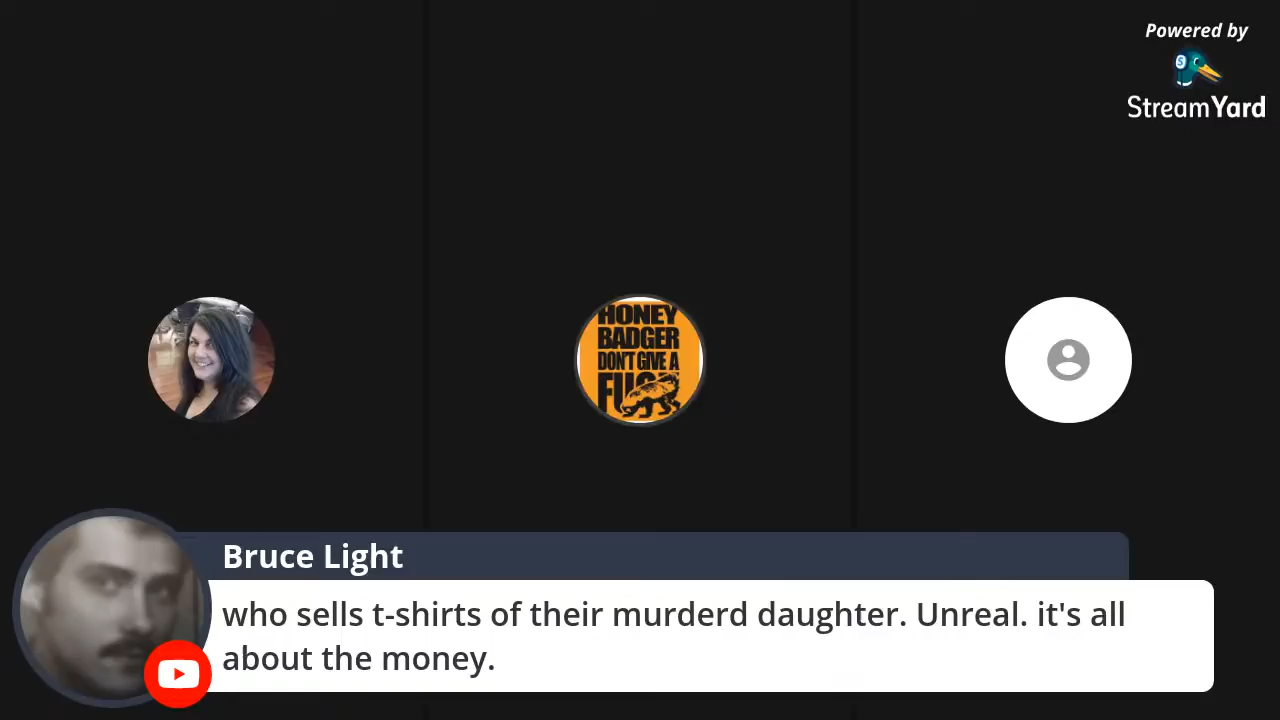 Powered by
StreamYard
HONEY
BADGER
DON'T GIVE A
Bruce Light
who sells t-shirts of their murderd daughter. Unreal. it's all
about the money.